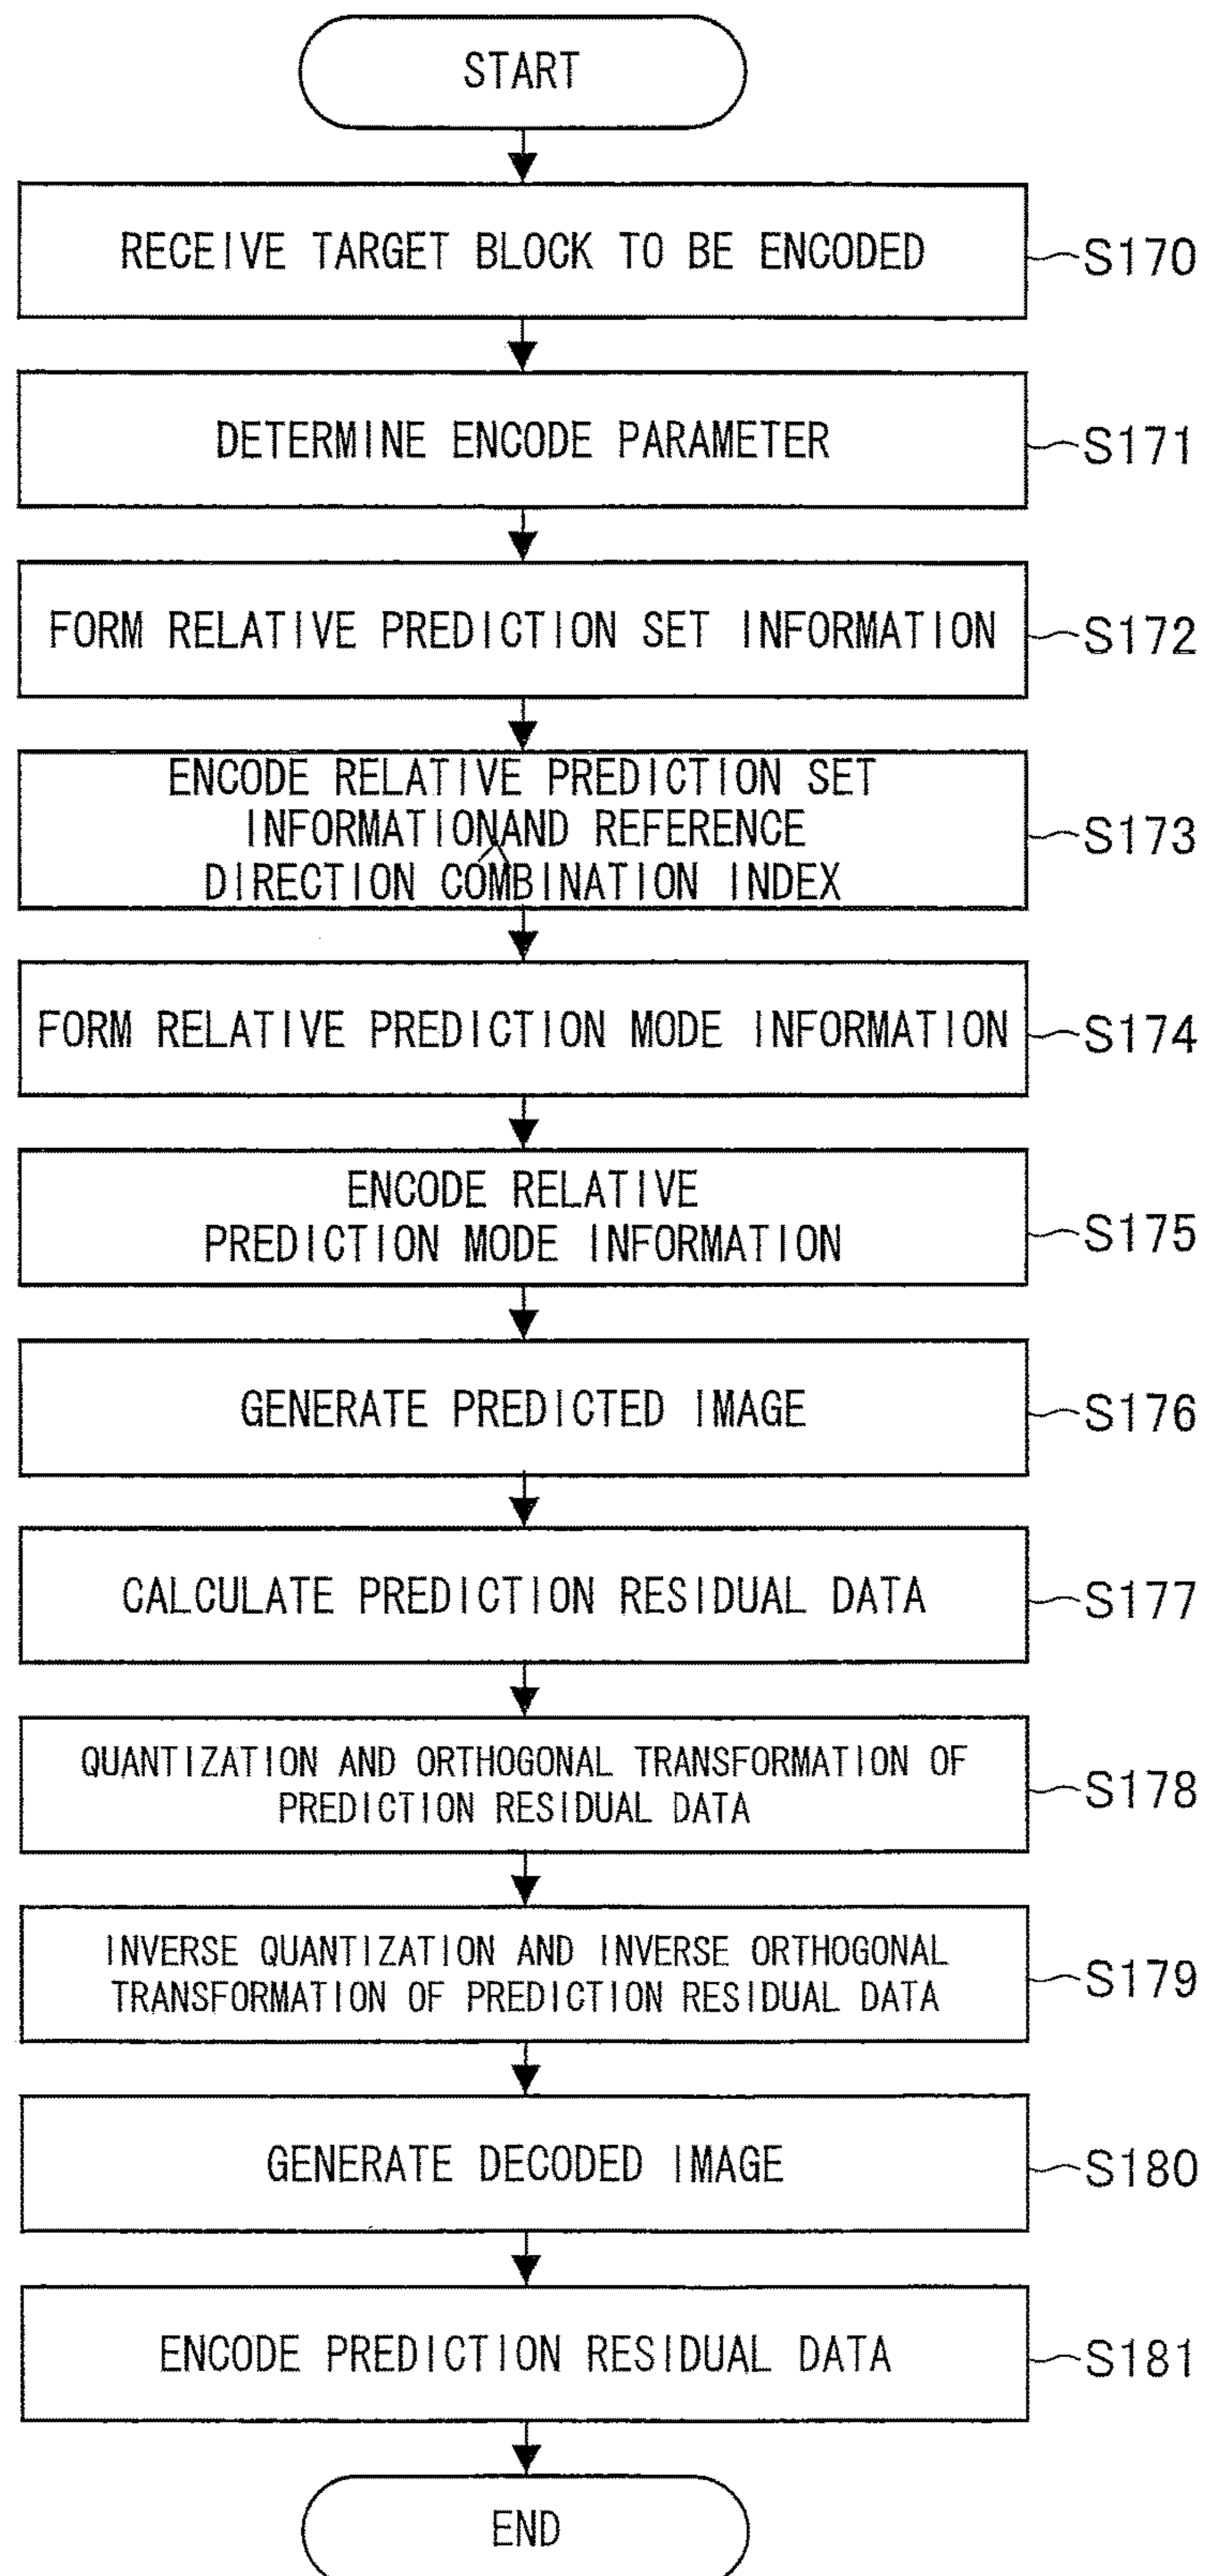 START
RECEIVE TARGET BLOCK TO BE ENCODED
S170
DETERMINE ENCODE PARAMETER
S171
FORM RELATIVE PREDICTION SET INFORMATION
S172
ENCODE RELATIVE PREDICTION SET
INFORMATIONAND REFERENCE
DIRECTION COMBINATION INDEX
S173
FORM RELATIVE PREDICTION MODE INFORMATION
S174
ENCODE RELATIVE
PREDICTION MODE INFORMATION
S175
GENERATE PREDICTED IMAGE
S176
CALCULATE PREDICTION RESIDUAL DATA
S177
QUANTIZATION AND ORTHOGONAL TRANSFORMATION OF
PREDICTION RESIDUAL DATA
S178
INVERSE QUANTIZATION AND INVERSE ORTHOGONAL
TRANSFORMATION OF PREDICTION RESIDUAL DATA
S179
GENERATE DECODED IMAGE
S180
ENCODE PREDICTION RESIDUAL DATA
S181
END